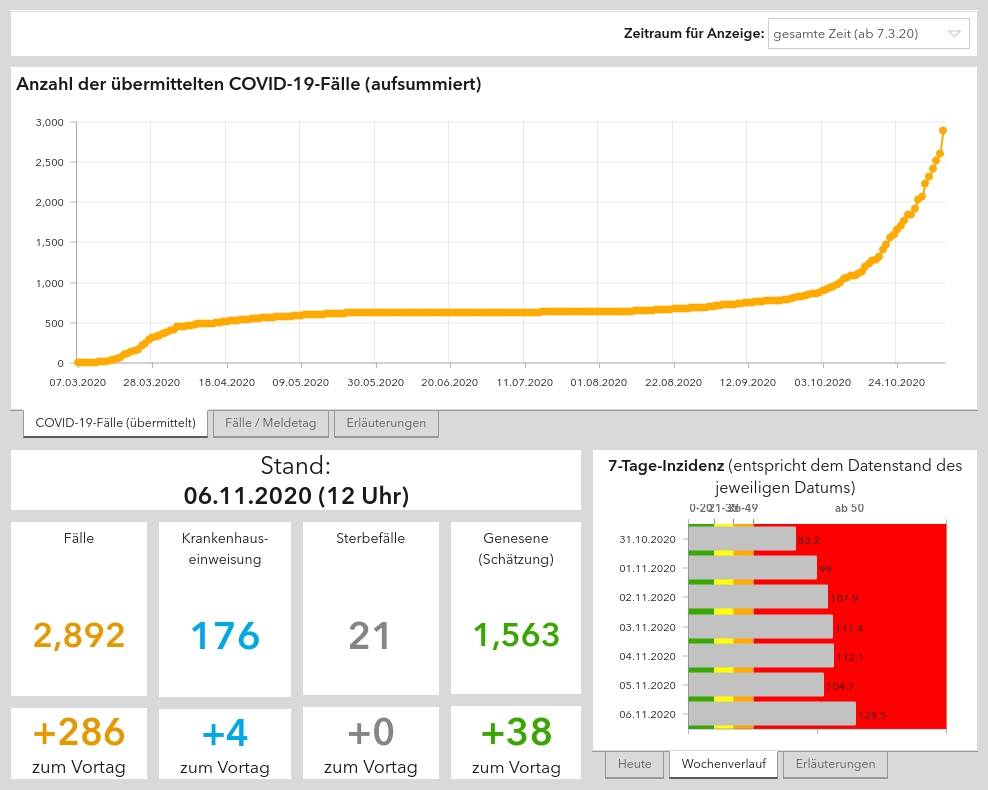 Zeitraum für Anzeige: gesamte Zeit (ab 7.3.20)
Anzahl der übermittelten COVID-19-Fälle (aufsummiert)
3,000
2,500
2,000
1,500
1,000
500
0
07.03.2020 28.03.2020 18.04.2020 09.05.2020 30.05.2020 20.06.2020 11.07.2020 01.08.2020 22.08.2020 12.09.2020 03.10.2020 24.10.2020
COVID-19-Fälle (übermittelt) Fälle / Meldetag Erläuterungen
Stand:
06.11.2020 (12 Uhr)
Fälle
2,892
+286
zum Vortag
Krankenhaus-
einweisung
176
+4
zum Vortag
Sterbefälle
21
+0
zum Vortag
Genesene
(Schätzung)
1,563
+38
zum Vortag
7-Tage-Inzidenz (entspricht dem Datenstand des
jeweiligen Datums)
0-20 21-35 36-49 ab 50
31.10.2020 83.2
01.11.2020 99
02.11.2020 107.9
03.11.2020 111.4
04.11.2020 112.1
05.11.2020 104.7
06.11.2020 129.5
Heute Wochenverlauf Erläuterungen